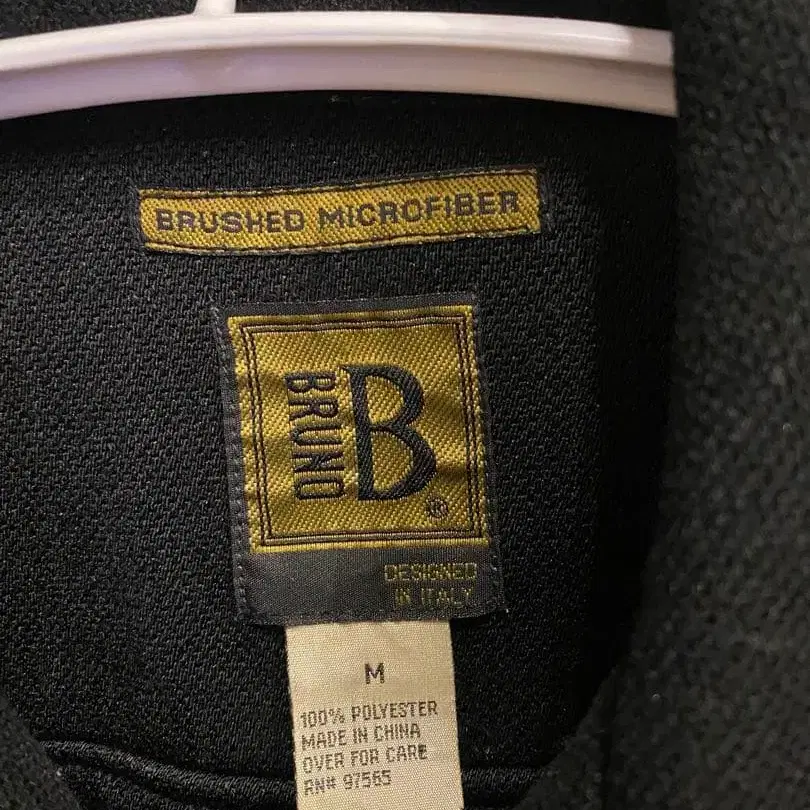 BRUSHED MICROFIBER
BRUNO
B
®
DESIGNED
IN ITALY
M
100% POLYESTER
MADE IN CHINA
OVER FOR CARE
RN# 97565